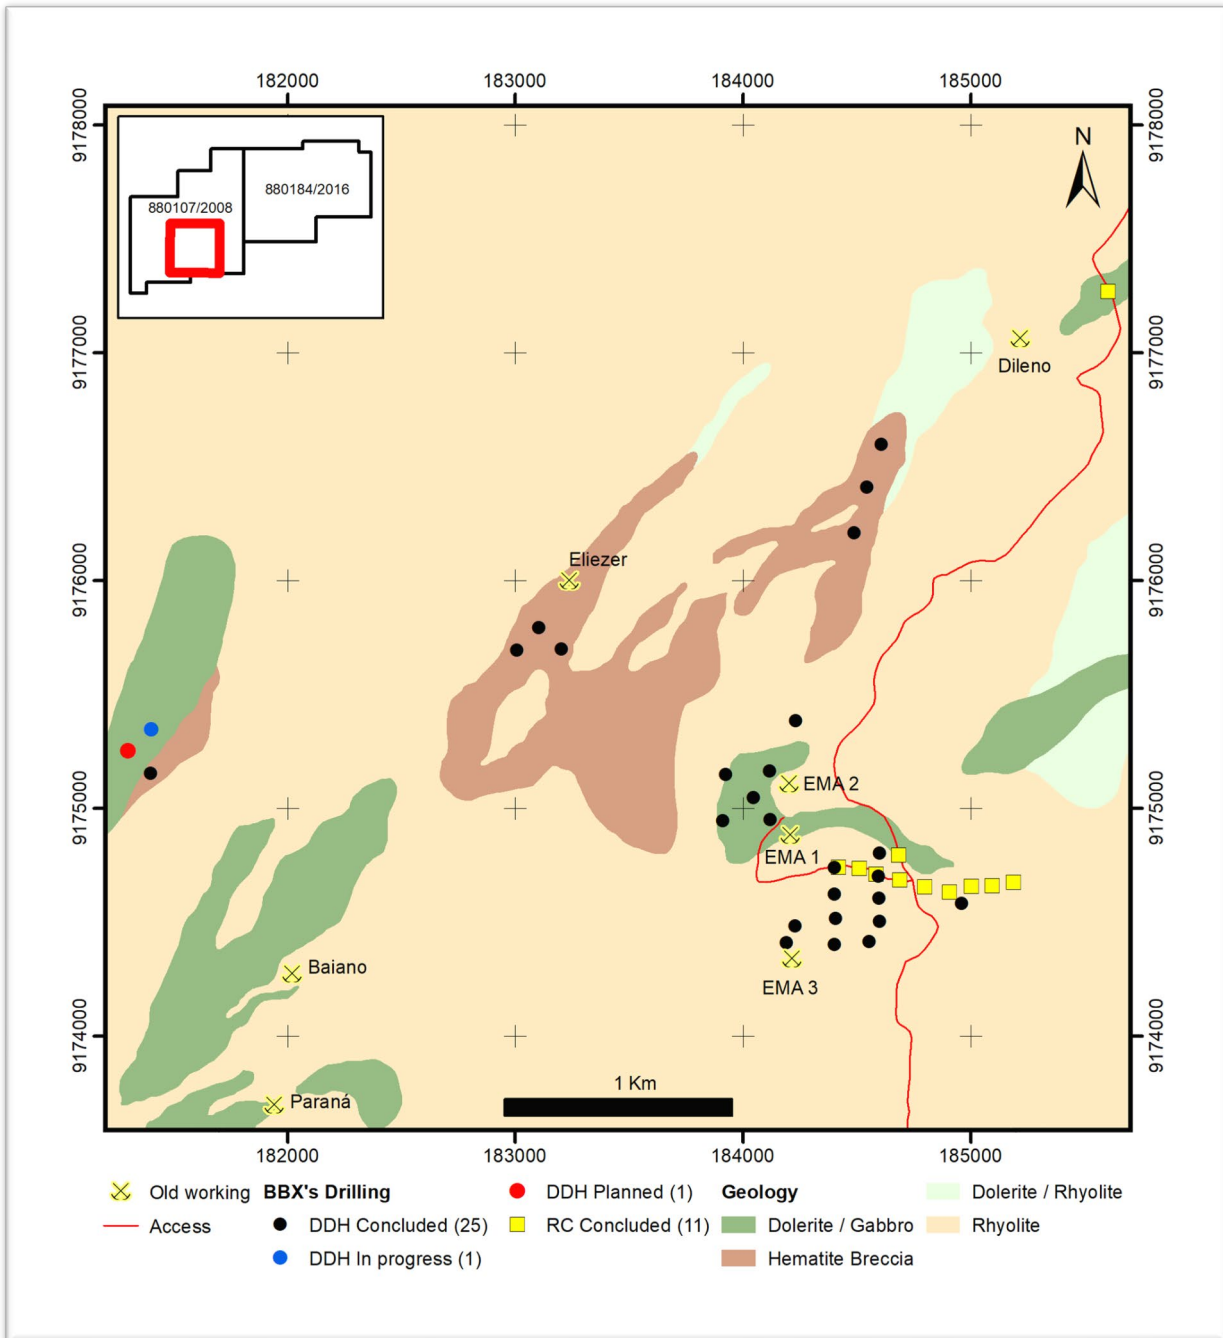 182000 183000 184000 185000
9178000 9178000
N
880184/2016
880107/2008
9177000 9177000
Dileno
Eliezer
9176000 9176000
EMA 2
9175000 9175000
EMA 1
Baiano
EMA 3
9174000 9174000
1 Km
Paraná
182000 183000 184000 185000
Old working BBX's Drilling DDH Planned (1) Geology Dolerite / Rhyolite
Access DDH Concluded (25) RC Concluded (11) Dolerite / Gabbro Rhyolite
DDH In progress (1) Hematite Breccia